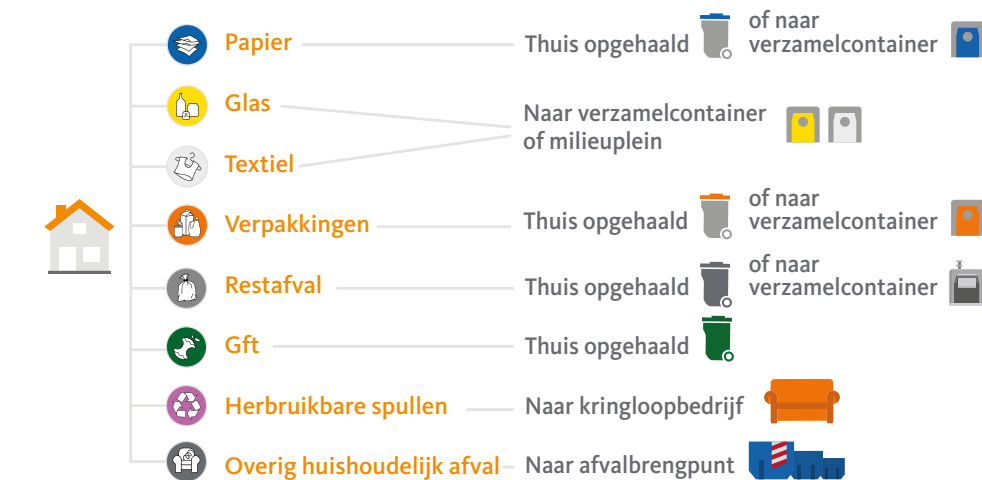 Papier
Thuis opgehaald
of naar
verzamelcontainer
Glas
Textiel
Naar verzamelcontainer
of milieuplein
Verpakkingen
Thuis opgehaald
of naar
verzamelcontainer
Restafval
Thuis opgehaald
of naar
verzamelcontainer
Gft
Thuis opgehaald
Herbruikbare spullen
Naar kringloopbedrijf
Overig huishoudelijk afval
Naar afvalbrengpunt